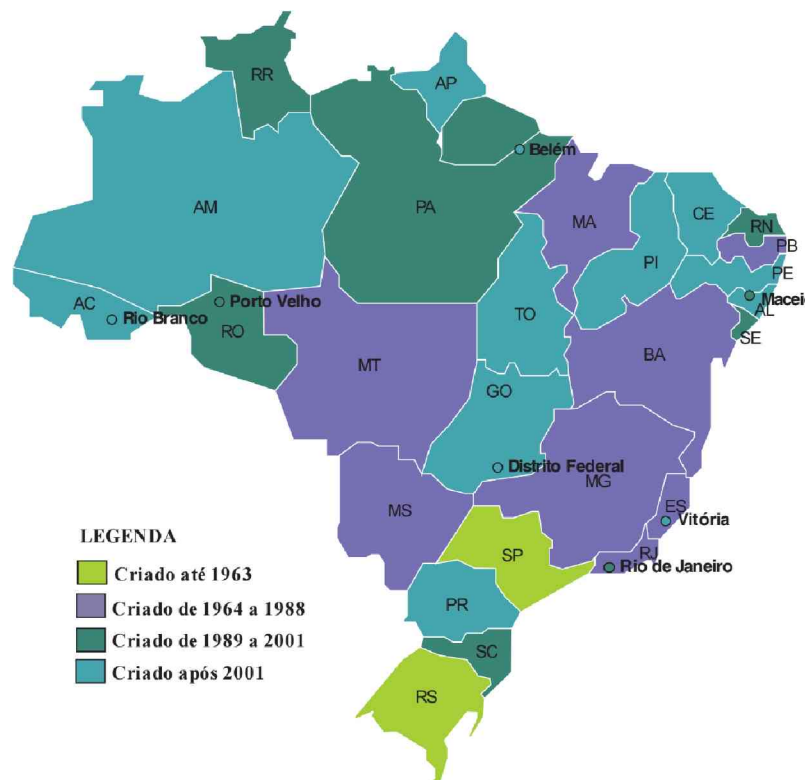 RR
AP
Belém
AM
PA
MA
CE
RN
PB
PI
PE
AC
Porto Velho
Maceió
Rio Branco
AL
TO
RO
SE
BA
MT
GO
Distrito Federal
MG
MS
ES
Vitória
LEGENDA
SP
RJ
Rio de Janeiro
Criado até 1963
Criado de 1964 a 1988
PR
Criado de 1989 a 2001
SC
Criado após 2001
RS